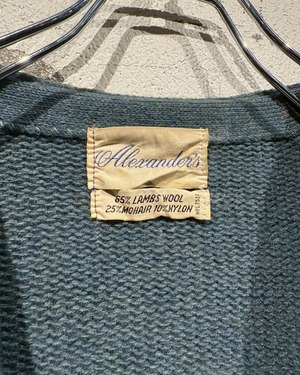 Alexander's
65% LAMBS WOOL
25% MOHAIR 10% NYLON